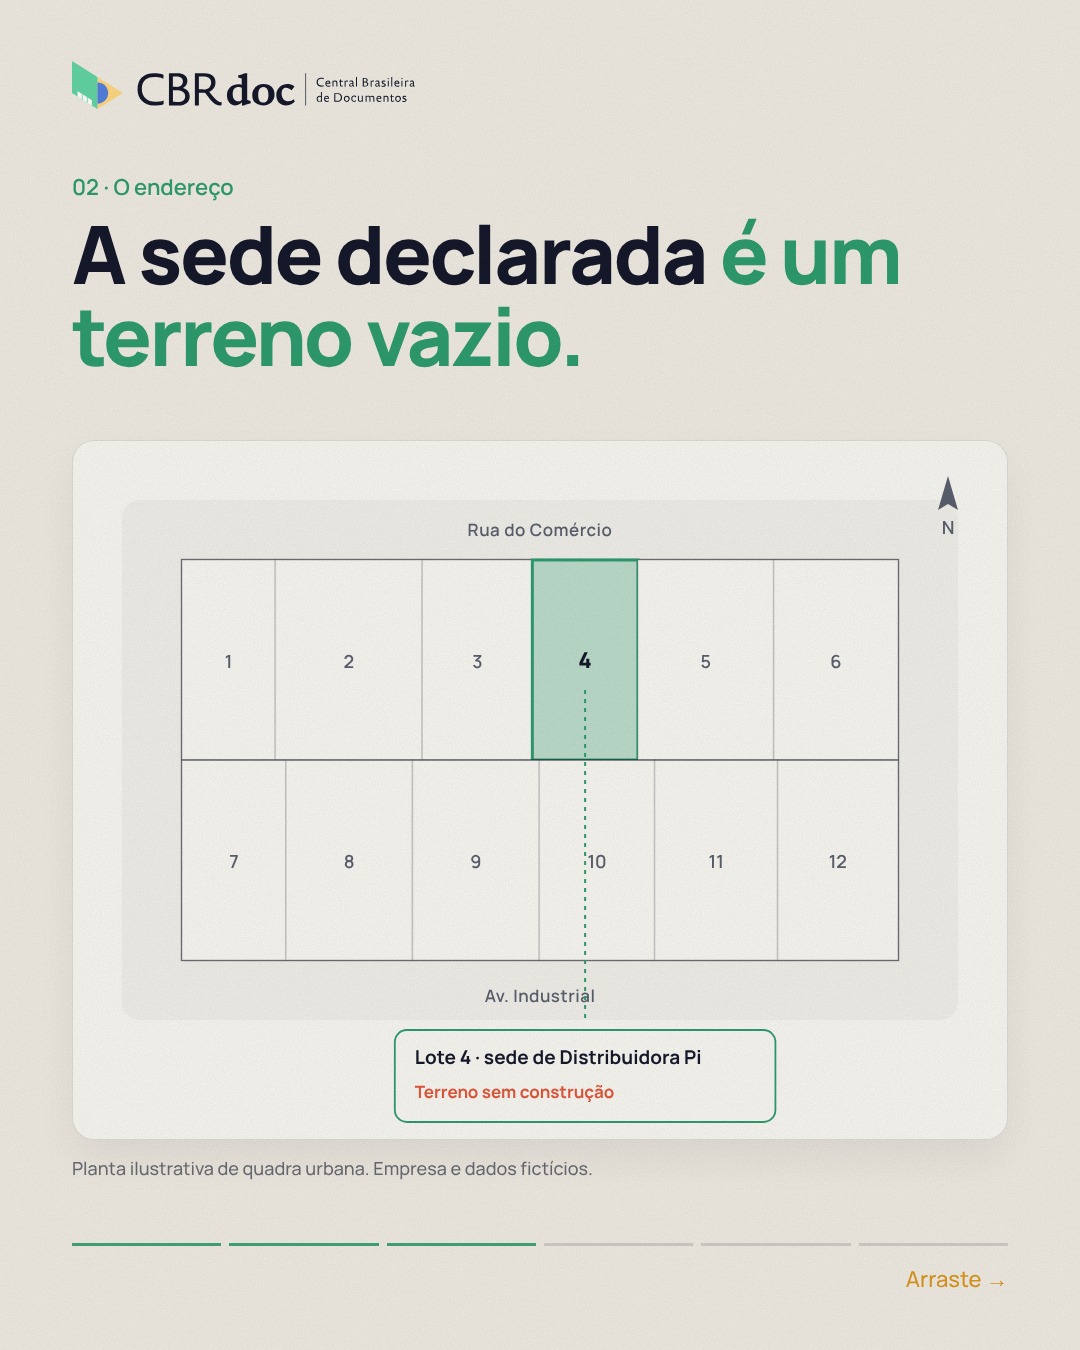 CBRdoc
Central Brasileira
de Documentos
02 · O endereço
A sede declarada é um
terreno vazio.
N
Rua do Comércio
1 2 3 4 5 6
7 8 9 10 11 12
Av. Industrial
Lote 4 · sede de Distribuidora Pi
Terreno sem construção
Planta ilustrativa de quadra urbana. Empresa e dados fictícios.
Arraste →